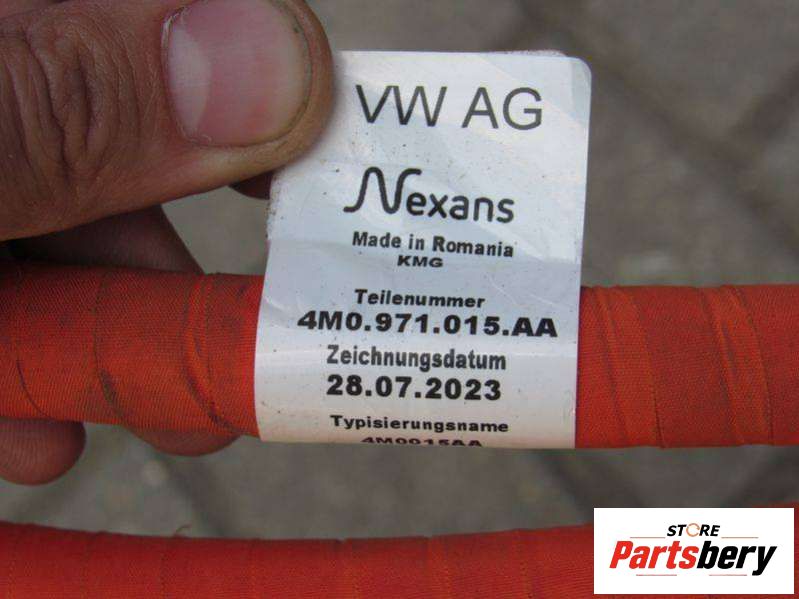 VW AG
Nexans
Made in Romania
KMG
Teilenummer
4M0.971.015.AA
Zeichnungsdatum
28.07.2023
Typisierungsname
4M0015AA
STORE
Partsbery